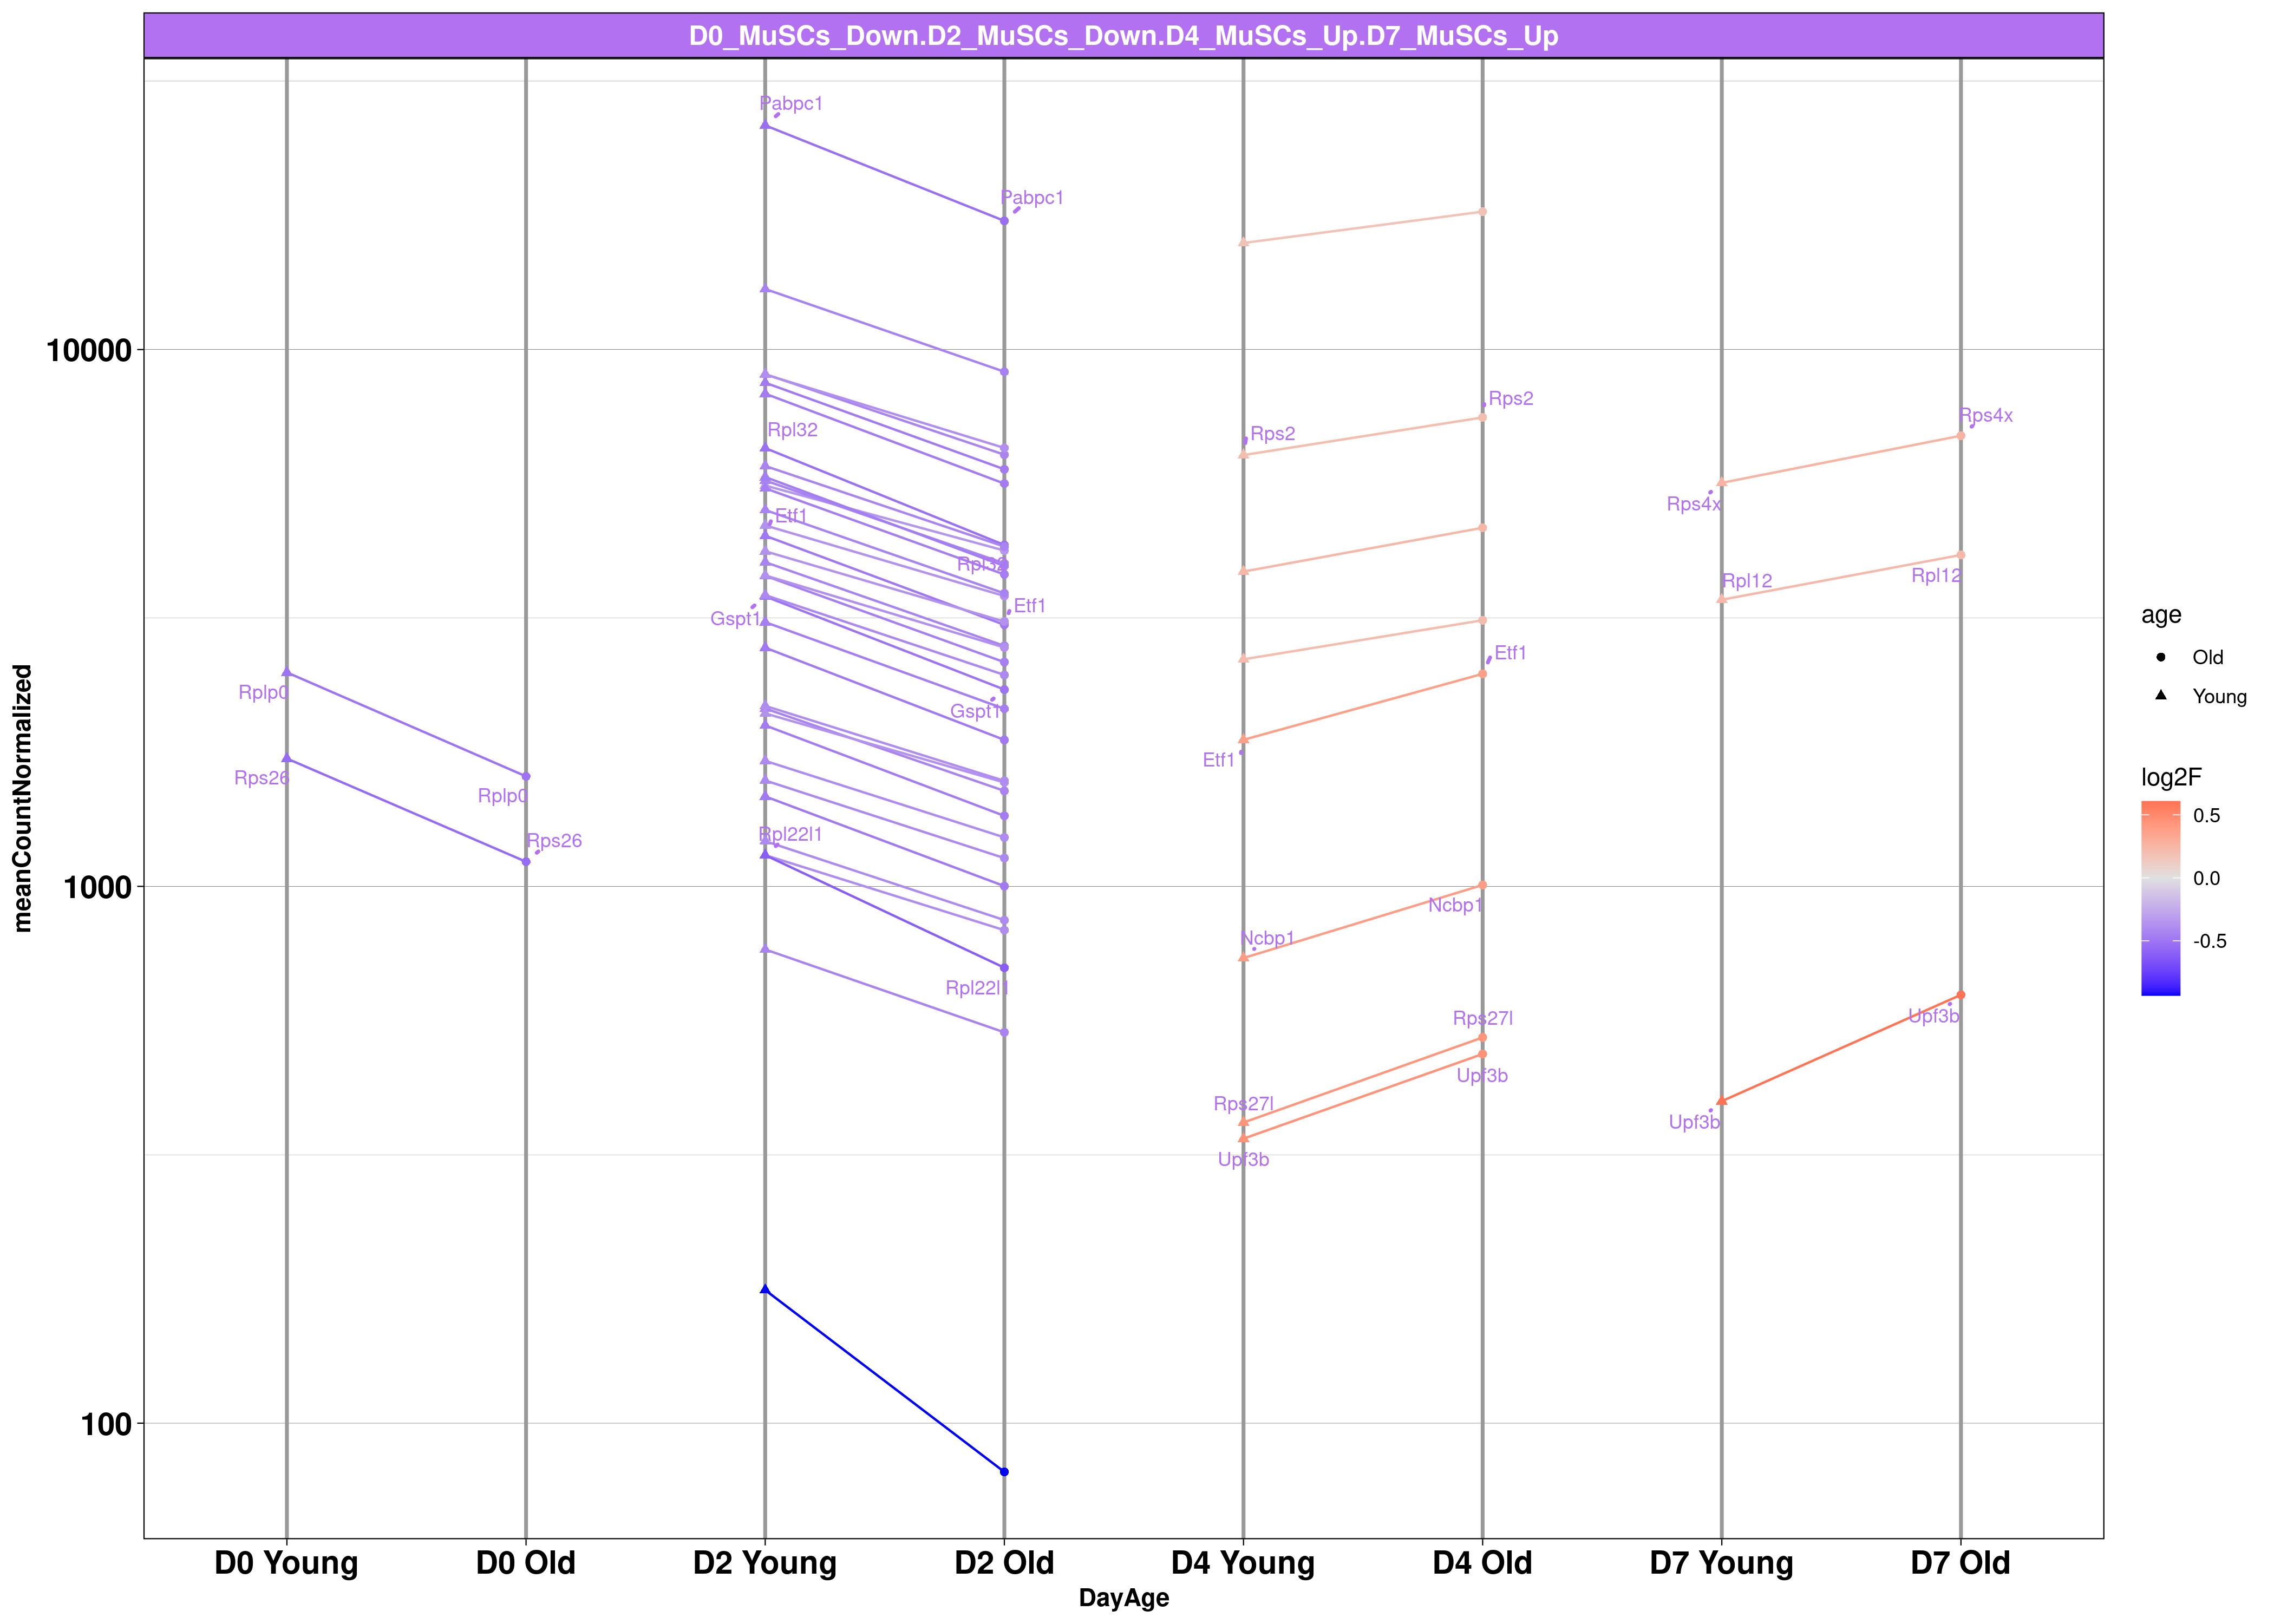 D0_MuSCs_Down.D2_MuSCs_Down.D4_MuSCs_Up.D7_MuSCs_Up
Pabpc1
Pabpc1
10000
Rps2
Rps4x
Rpl32
Rps2
Rps4x
Etf1
Rpl32
Rpl12
Rpl12
Gspt1
Etf1
Etf1
Rplp0
Gspt1
Etf1
Rps26
Rplp0
Rps26
Rpl22l1
1000
Ncbp1
Ncbp1
Rpl22l1
Rps27l
Upf3b
Upf3b
Rps27l
Upf3b
Upf3b
100
meanCountNormalized
D0 Young
D0 Old
D2 Young
D2 Old
D4 Young
D4 Old
D7 Young
D7 Old
DayAge
age
Old
Young
log2F
0.5
0.0
-0.5